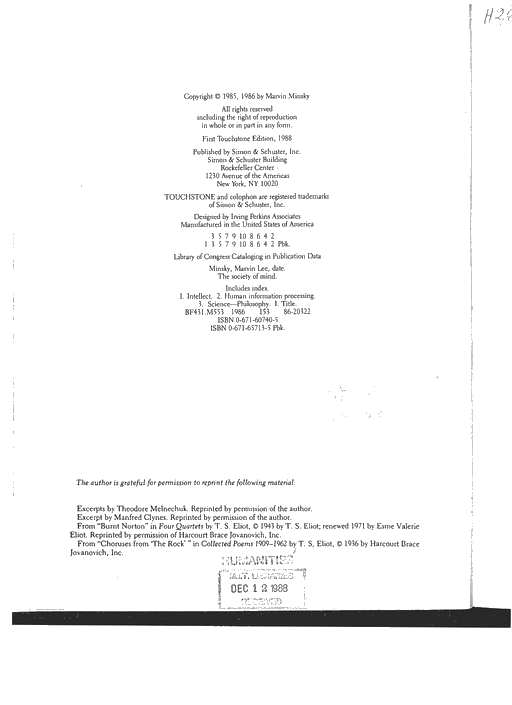 H28
Copyright © 1985, 1986 by Marvin Minsky
All rights reserved
including the right of reproduction
in whole or in part in any form.
First Touchstone Edition, 1988
Published by Simon & Schuster, Inc.
Simon & Schuster Building
Rockefeller Center
1230 Avenue of the Americas
New York, NY 10020
TOUCHSTONE and colophon are registered trademarks
of Simon & Schuster, Inc.
Designed by Irving Perkins Associates
Manufactured in the United States of America
3 5 7 9 10 8 6 4 2
1 3 5 7 9 10 8 6 4 2 Pbk.
Library of Congress Cataloging in Publication Data
Minsky, Marvin Lee, date.
The society of mind.
Includes index.
1. Intellect. 2. Human information processing.
3. Science—Philosophy. I. Title.
BF431.M553 1986 153 86-20322
ISBN 0-671-60740-5
ISBN 0-671-65713-5 Pbk.
The author is grateful for permission to reprint the following material:
Excerpts by Theodore Melnechuk. Reprinted by permission of the author.
Excerpt by Manfred Clynes. Reprinted by permission of the author.
From "Burnt Norton" in Four Quartets by T. S. Eliot, © 1943 by T. S. Eliot; renewed 1971 by Esme Valerie
Eliot. Reprinted by permission of Harcourt Brace Jovanovich, Inc.
From "Choruses from 'The Rock' " in Collected Poems 1909–1962 by T. S. Eliot, © 1936 by Harcourt Brace
Jovanovich, Inc.
HUMANITIES
M.I.T. LIBRARIES
DEC 12 1988
RECEIVED